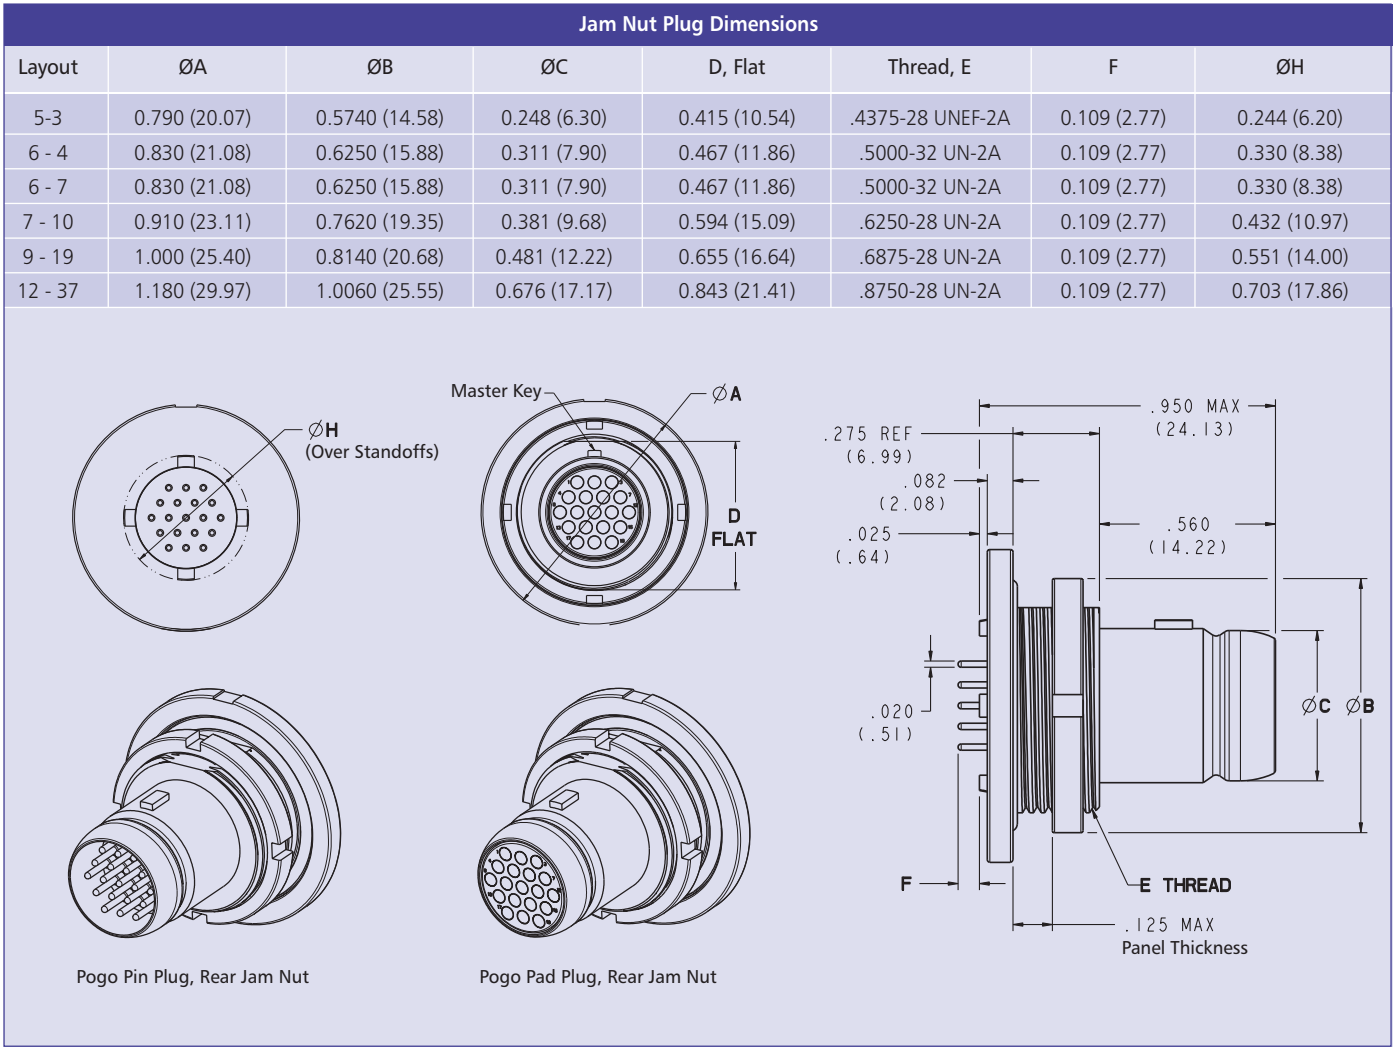 Jam Nut Plug Dimensions
Layout ØA ØB ØC D, Flat Thread, E F ØH
5-3 0.790 (20.07) 0.5740 (14.58) 0.248 (6.30) 0.415 (10.54) .4375-28 UNEF-2A 0.109 (2.77) 0.244 (6.20)
6 - 4 0.830 (21.08) 0.6250 (15.88) 0.311 (7.90) 0.467 (11.86) .5000-32 UN-2A 0.109 (2.77) 0.330 (8.38)
6 - 7 0.830 (21.08) 0.6250 (15.88) 0.311 (7.90) 0.467 (11.86) .5000-32 UN-2A 0.109 (2.77) 0.330 (8.38)
7 - 10 0.910 (23.11) 0.7620 (19.35) 0.381 (9.68) 0.594 (15.09) .6250-28 UN-2A 0.109 (2.77) 0.432 (10.97)
9 - 19 1.000 (25.40) 0.8140 (20.68) 0.481 (12.22) 0.655 (16.64) .6875-28 UN-2A 0.109 (2.77) 0.551 (14.00)
12 - 37 1.180 (29.97) 1.0060 (25.55) 0.676 (17.17) 0.843 (21.41) .8750-28 UN-2A 0.109 (2.77) 0.703 (17.86)
ØH
(Over Standoffs)
Master Key
ØA
D
FLAT
.950 MAX
(24.13)
.275 REF
(6.99)
.082
(2.08)
.025
(.64)
.560
(14.22)
.020
(.51)
ØC ØB
F
E THREAD
.125 MAX
Panel Thickness
Pogo Pin Plug, Rear Jam Nut
Pogo Pad Plug, Rear Jam Nut